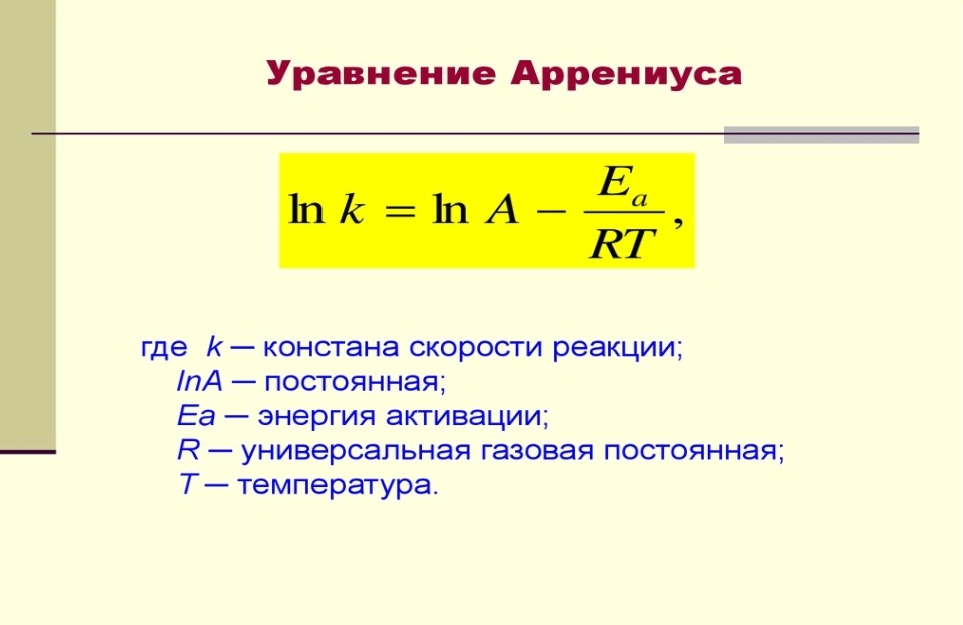 Уравнение Аррениуса
ln k = ln A − E_a / RT ,
где k — констана скорости реакции;
lnA — постоянная;
Ea — энергия активации;
R — универсальная газовая постоянная;
T — температура.